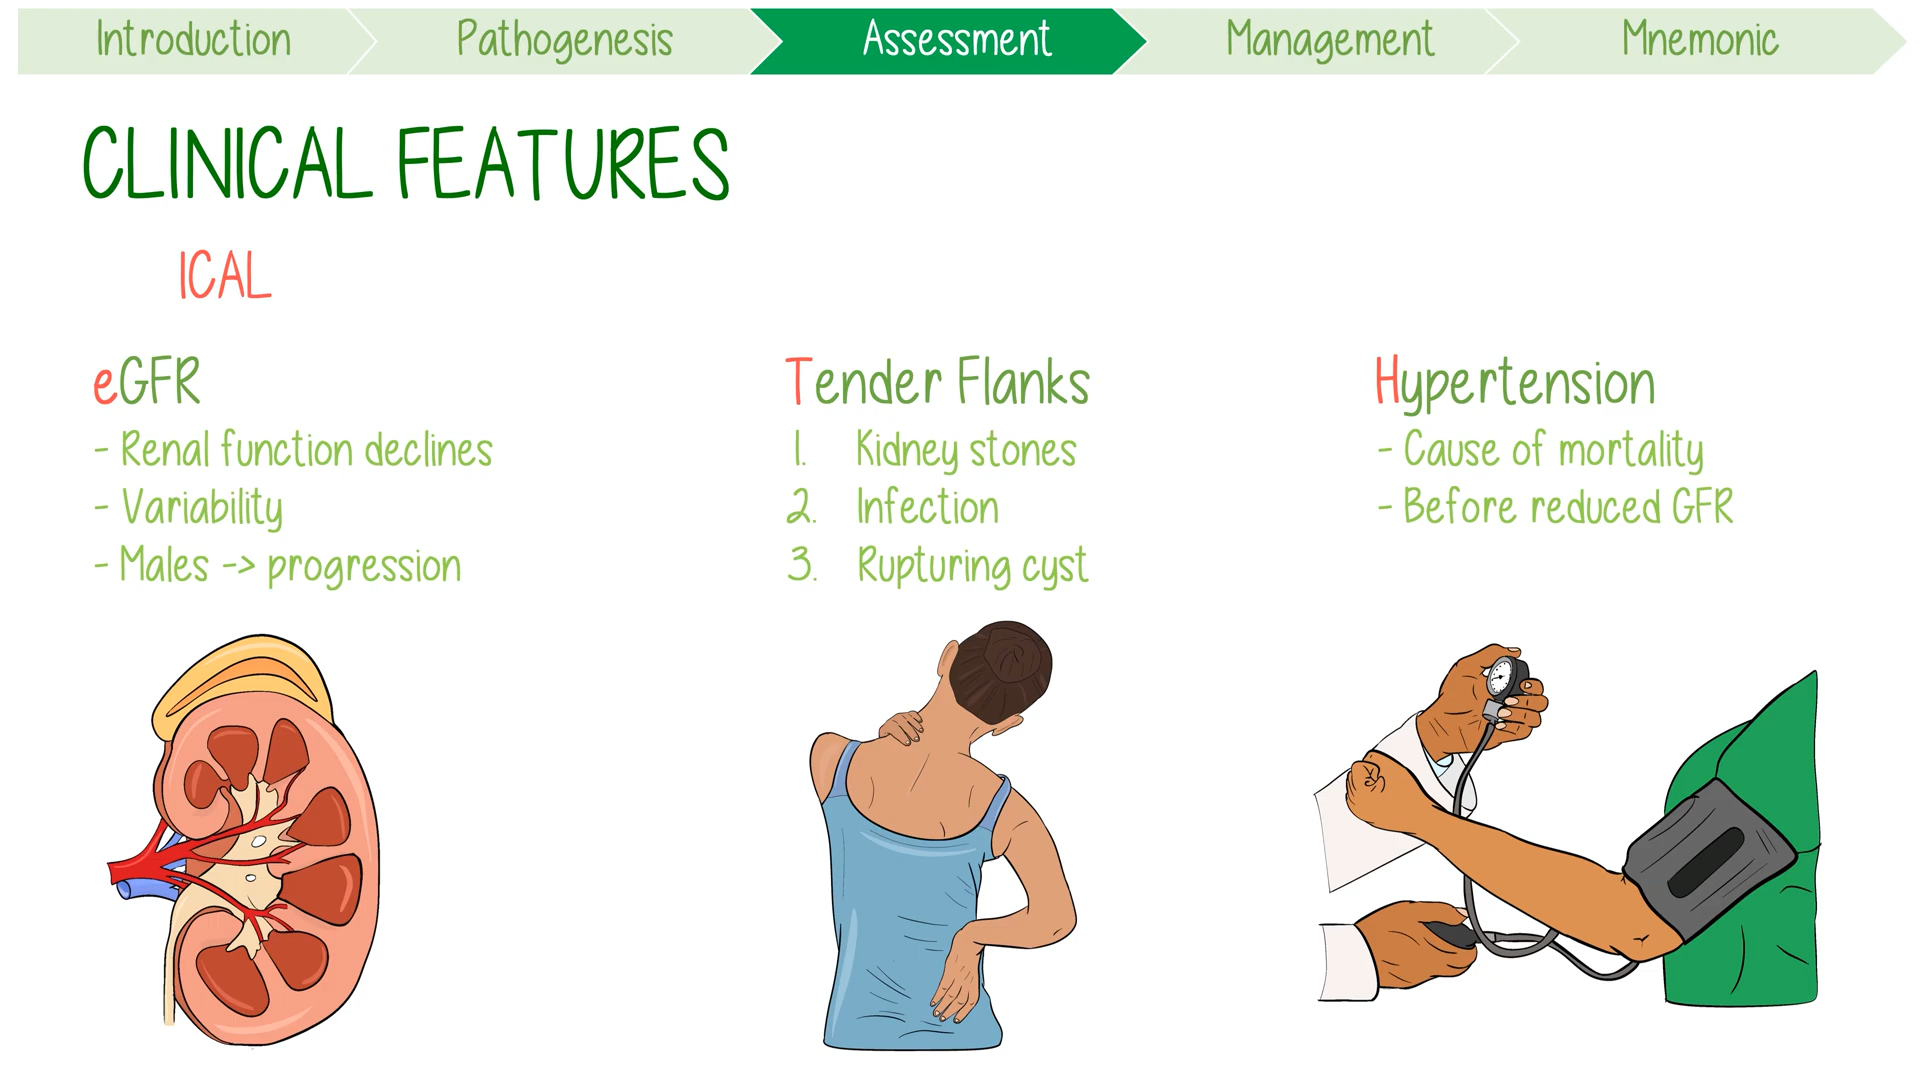 Introduction
Pathogenesis
Assessment
Management
Mnemonic
CLINICAL FEATURES
ICAL
eGFR
- Renal function declines
- Variability
- Males -> progression
Tender Flanks
1. Kidney stones
2. Infection
3. Rupturing cyst
Hypertension
- Cause of mortality
- Before reduced GFR